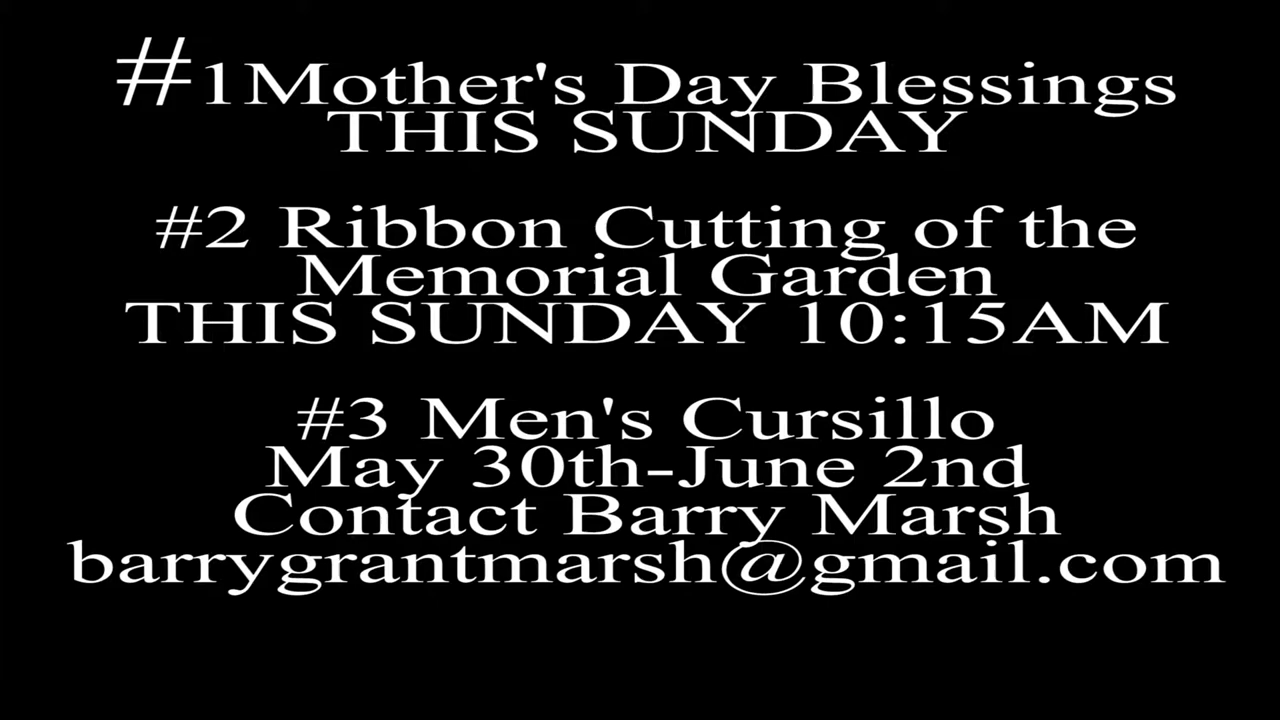 #1Mother's Day Blessings
THIS SUNDAY
#2 Ribbon Cutting of the
Memorial Garden
THIS SUNDAY 10:15AM
#3 Men's Cursillo
May 30th-June 2nd
Contact Barry Marsh
barrygrantmarsh@gmail.com